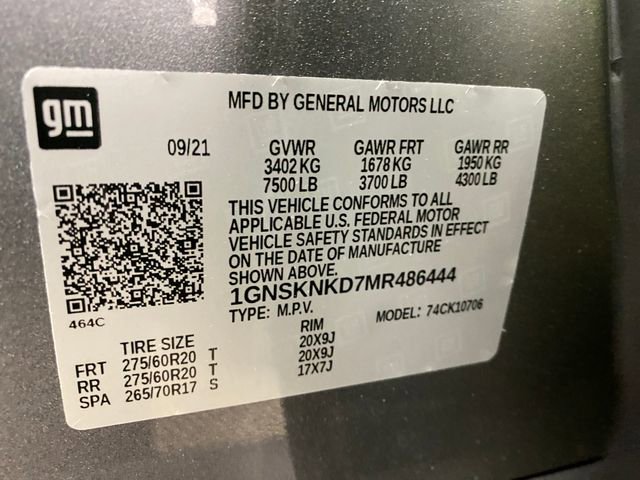 gm
MFD BY GENERAL MOTORS LLC
09/21 GVWR GAWR FRT GAWR RR
3402 KG 1678 KG 1950 KG
7500 LB 3700 LB 4300 LB
THIS VEHICLE CONFORMS TO ALL
APPLICABLE U.S. FEDERAL MOTOR
VEHICLE SAFETY STANDARDS IN EFFECT
ON THE DATE OF MANUFACTURE
SHOWN ABOVE.
1GNSKNKD7MR486444
TYPE: M.P.V. MODEL: 74CK10706
464C
TIRE SIZE RIM
FRT 275/60R20 T 20X9J
RR 275/60R20 T 20X9J
SPA 265/70R17 S 17X7J